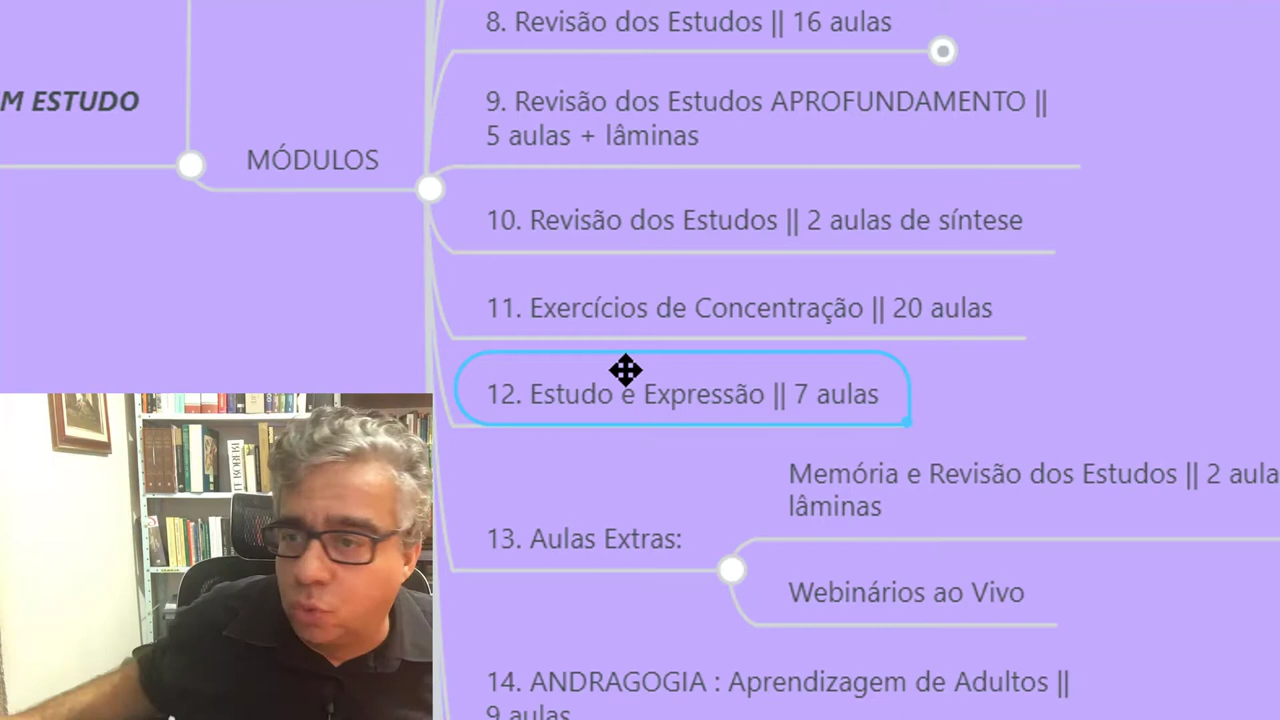 8. Revisão dos Estudos || 16 aulas
M ESTUDO
9. Revisão dos Estudos APROFUNDAMENTO ||
5 aulas + lâminas
MÓDULOS
10. Revisão dos Estudos || 2 aulas de síntese
11. Exercícios de Concentração || 20 aulas
12. Estudo e Expressão || 7 aulas
Memória e Revisão dos Estudos || 2 aula
lâminas
13. Aulas Extras:
Webinários ao Vivo
14. ANDRAGOGIA : Aprendizagem de Adultos ||
9 aulas